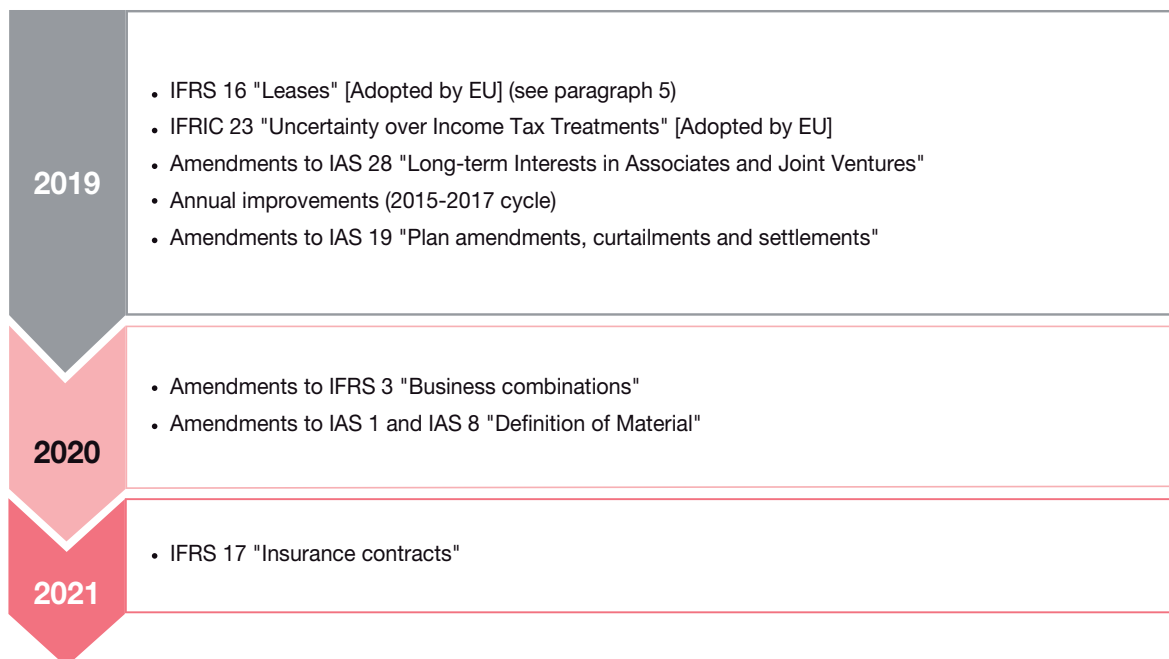 2019
• IFRS 16 "Leases" [Adopted by EU] (see paragraph 5)
• IFRIC 23 "Uncertainty over Income Tax Treatments" [Adopted by EU]
• Amendments to IAS 28 "Long-term Interests in Associates and Joint Ventures"
• Annual improvements (2015-2017 cycle)
• Amendments to IAS 19 "Plan amendments, curtailments and settlements"
2020
• Amendments to IFRS 3 "Business combinations"
• Amendments to IAS 1 and IAS 8 "Definition of Material"
2021
• IFRS 17 "Insurance contracts"